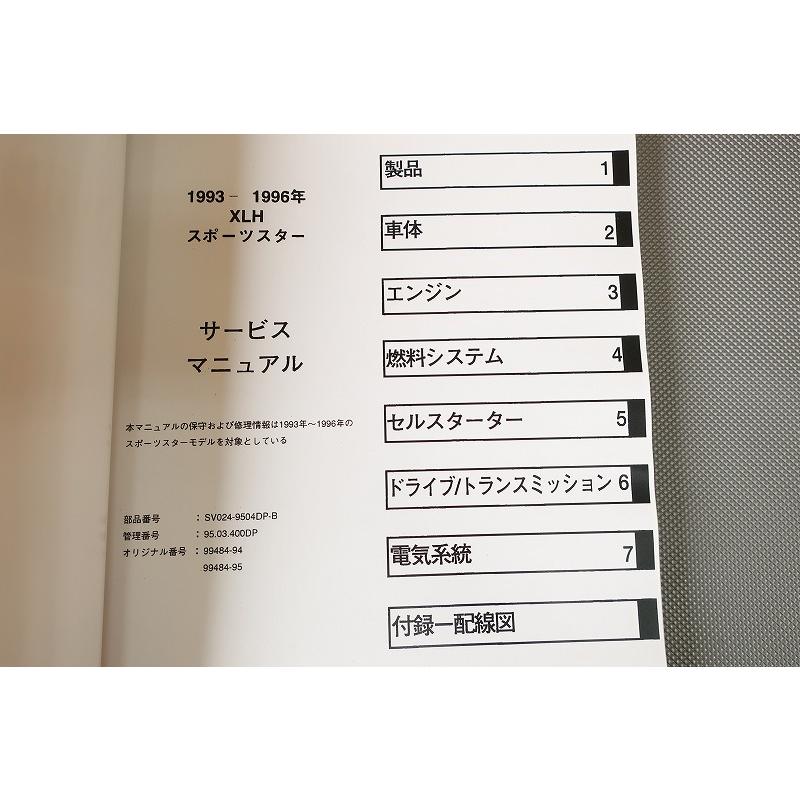 1993 - 1996年
XLH
スポーツスター
サービス
マニュアル
本マニュアルの保守および修理情報は1993年～1996年の
スポーツスターモデルを対象としている
部品番号 : SV024-9504DP-B
管理番号 : 95.03.400DP
オリジナル番号 : 99484-94
99484-95
製品 1
車体 2
エンジン 3
燃料システム 4
セルスターター 5
ドライブ/トランスミッション 6
電気系統 7
付録ー配線図